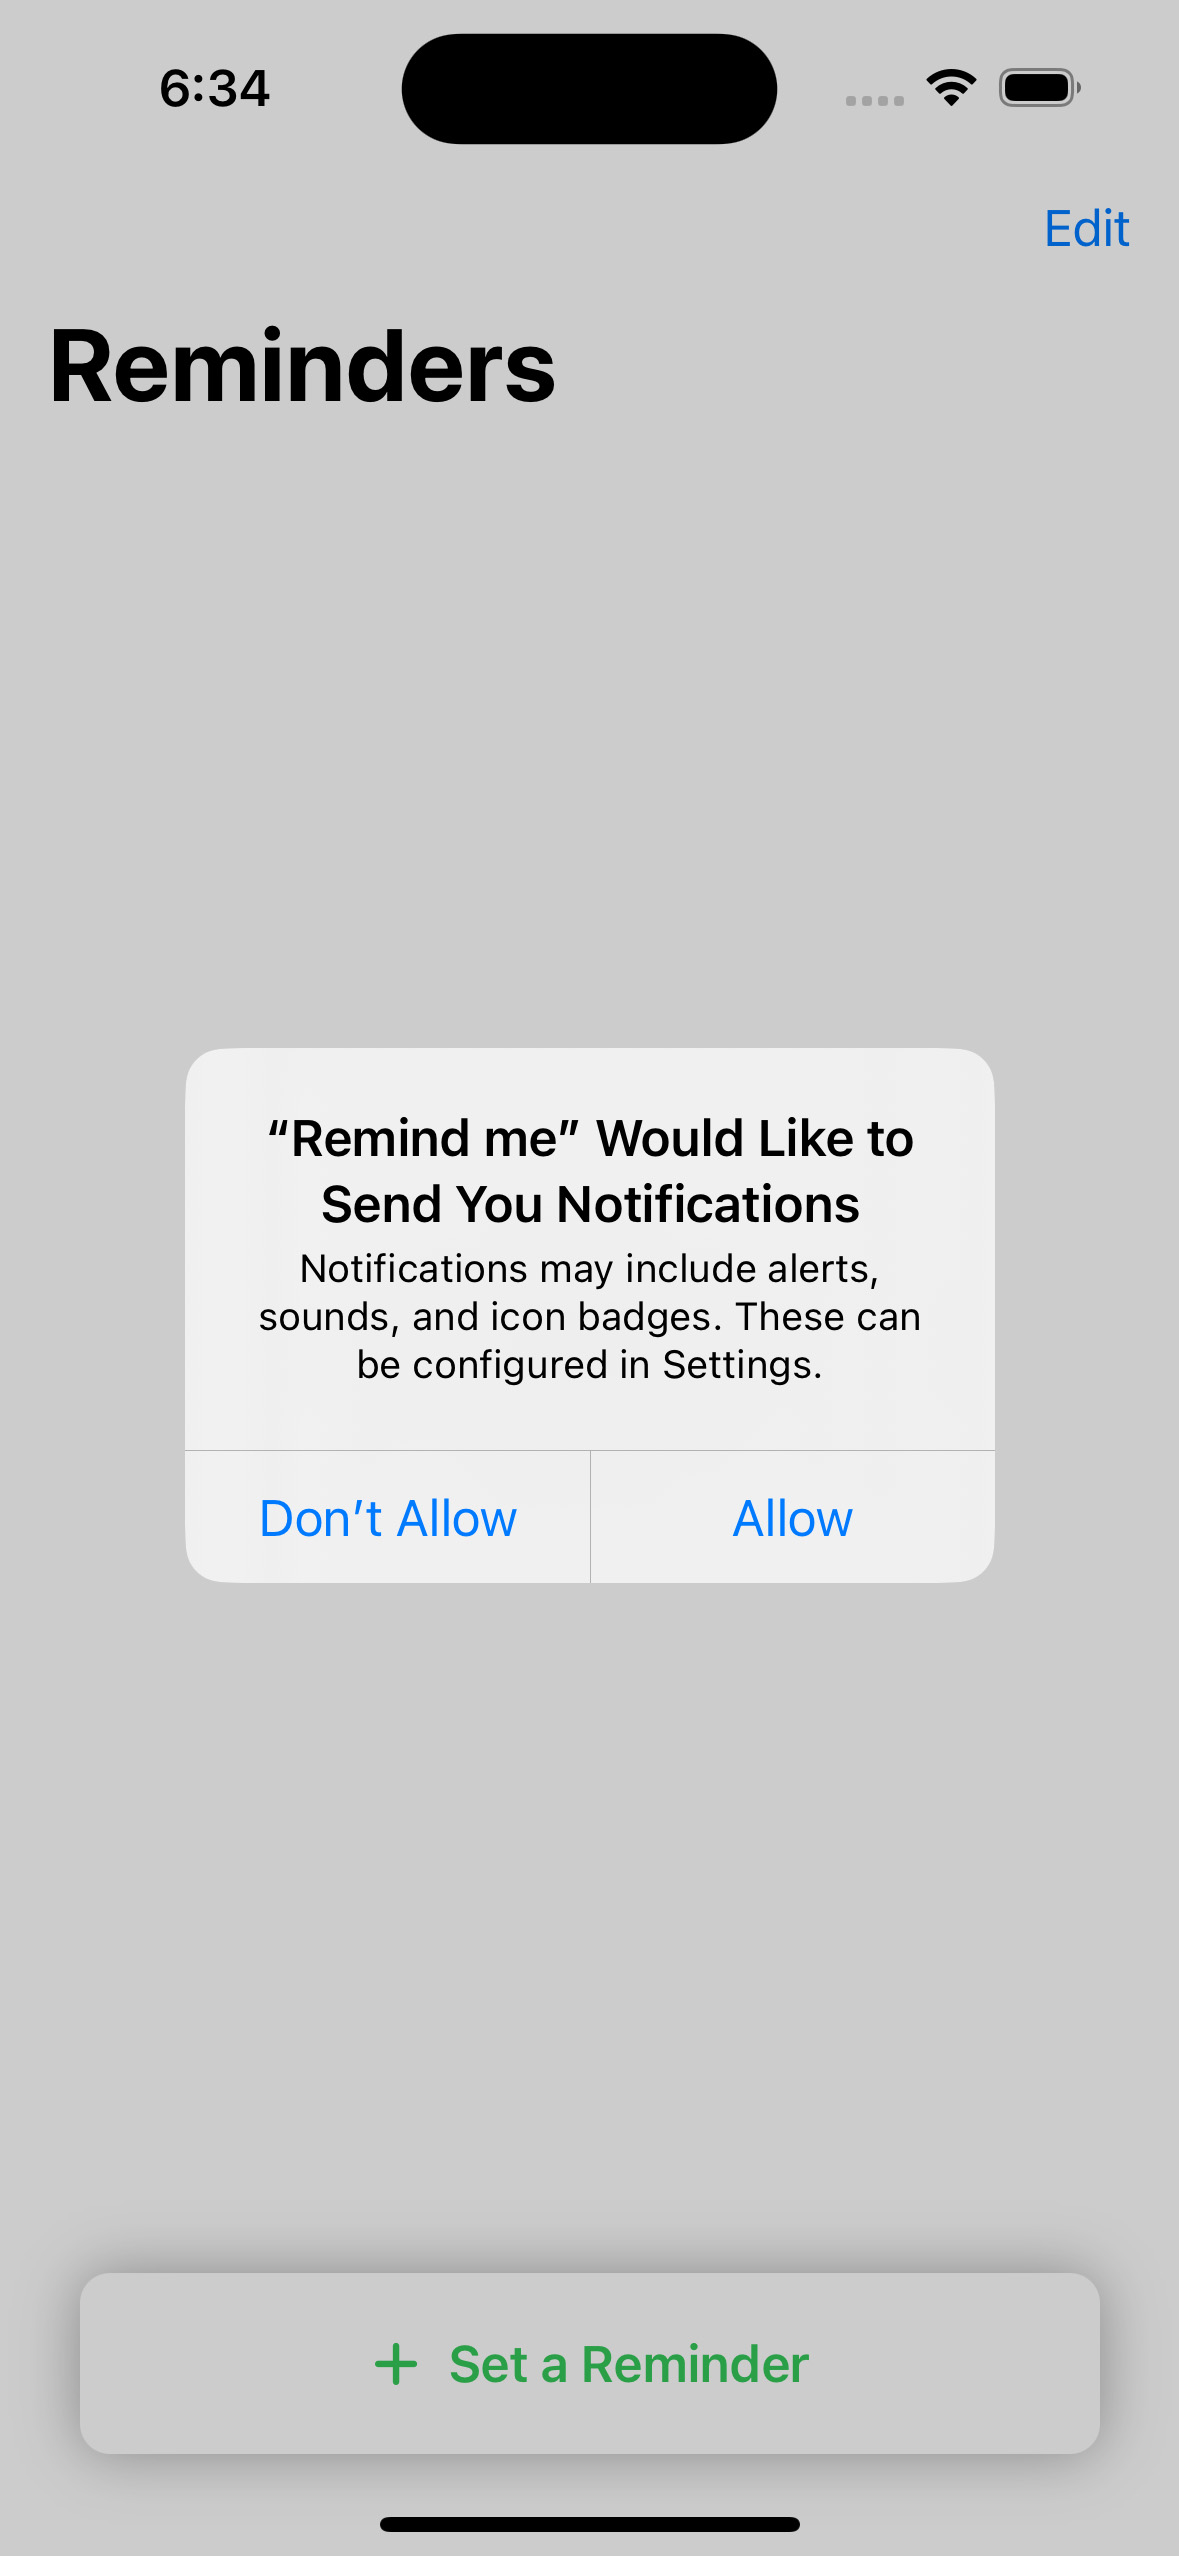 6:34
Edit
Reminders
“Remind me” Would Like to
Send You Notifications
Notifications may include alerts,
sounds, and icon badges. These can
be configured in Settings.
Don’t Allow
Allow
+ Set a Reminder